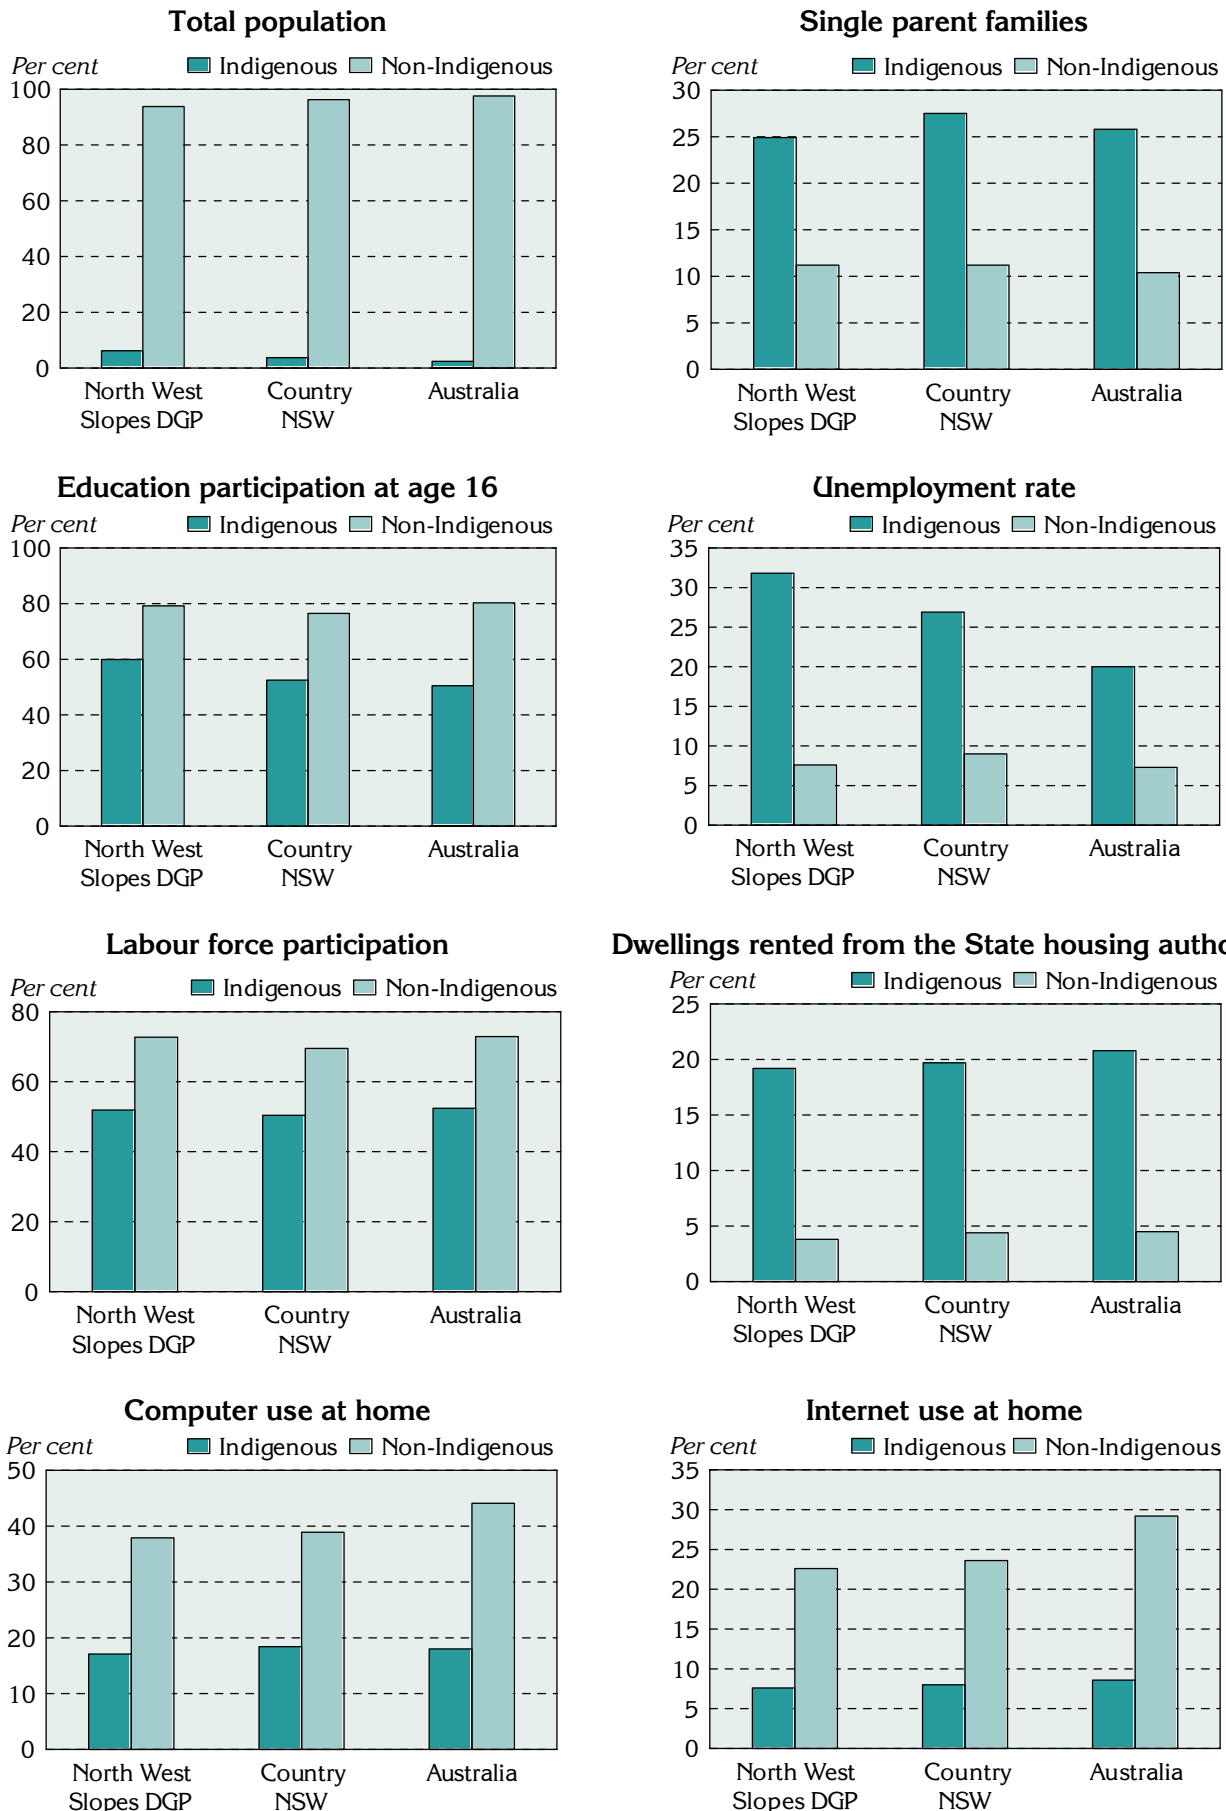 Total population
Per cent Indigenous Non-Indigenous
100
80
60
40
20
0
North West
Slopes DGP
Country
NSW
Australia
Single parent families
Per cent Indigenous Non-Indigenous
30
25
20
15
10
5
0
North West
Slopes DGP
Country
NSW
Australia
Education participation at age 16
Per cent Indigenous Non-Indigenous
100
80
60
40
20
0
North West
Slopes DGP
Country
NSW
Australia
Unemployment rate
Per cent Indigenous Non-Indigenous
35
30
25
20
15
10
5
0
North West
Slopes DGP
Country
NSW
Australia
Labour force participation
Per cent Indigenous Non-Indigenous
80
60
40
20
0
North West
Slopes DGP
Country
NSW
Australia
Dwellings rented from the State housing autho
Per cent Indigenous Non-Indigenous
25
20
15
10
5
0
North West
Slopes DGP
Country
NSW
Australia
Computer use at home
Per cent Indigenous Non-Indigenous
50
40
30
20
10
0
North West
Slopes DGP
Country
NSW
Australia
Internet use at home
Per cent Indigenous Non-Indigenous
35
30
25
20
15
10
5
0
North West
Slopes DGP
Country
NSW
Australia